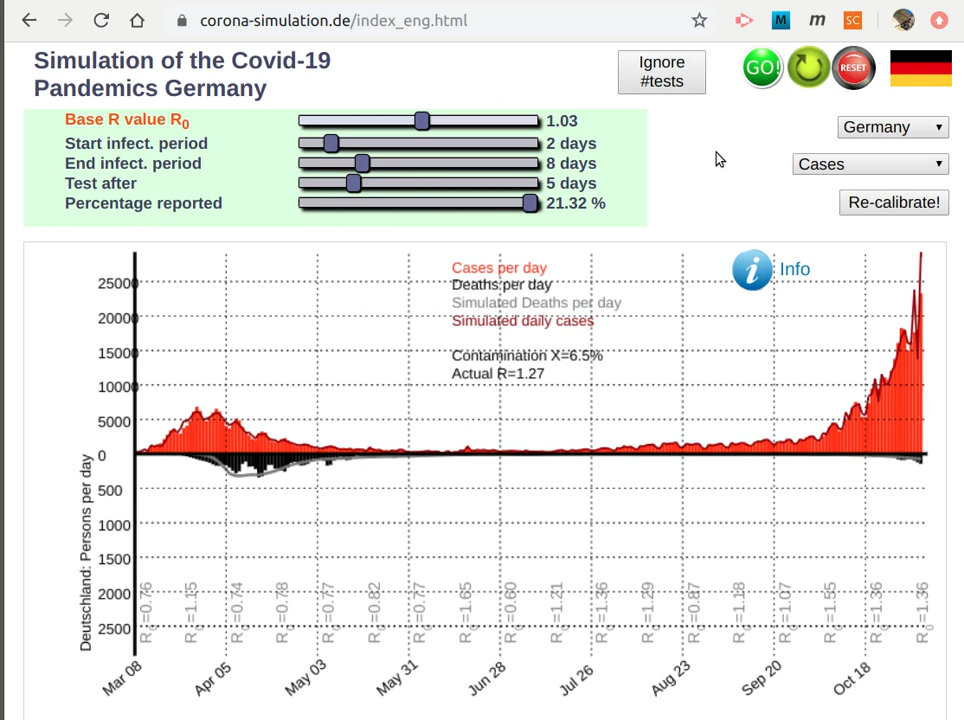 corona-simulation.de/index_eng.html
M
m
SC
Simulation of the Covid-19
Pandemics Germany
Ignore
#tests
GO!
RESET
Base R value R0
1.03
Start infect. period
2 days
End infect. period
8 days
Test after
5 days
Percentage reported
21.32 %
Germany
Cases
Re-calibrate!
i
Info
Cases per day
Deaths per day
Simulated Deaths per day
Simulated daily cases
Contamination X=6.5%
Actual R=1.27
25000
20000
15000
10000
5000
0
500
1000
1500
2000
2500
Deutschland: Persons per day
R0=0.76
R0=1.15
R0=0.74
R0=0.78
R0=0.77
R0=0.82
R0=0.77
R0=1.65
R0=0.60
R0=1.21
R0=1.36
R0=1.29
R0=0.87
R0=1.18
R0=1.07
R0=1.55
R0=1.36
R0=1.36
Mar 08
Apr 05
May 03
May 31
Jun 28
Jul 26
Aug 23
Sep 20
Oct 18